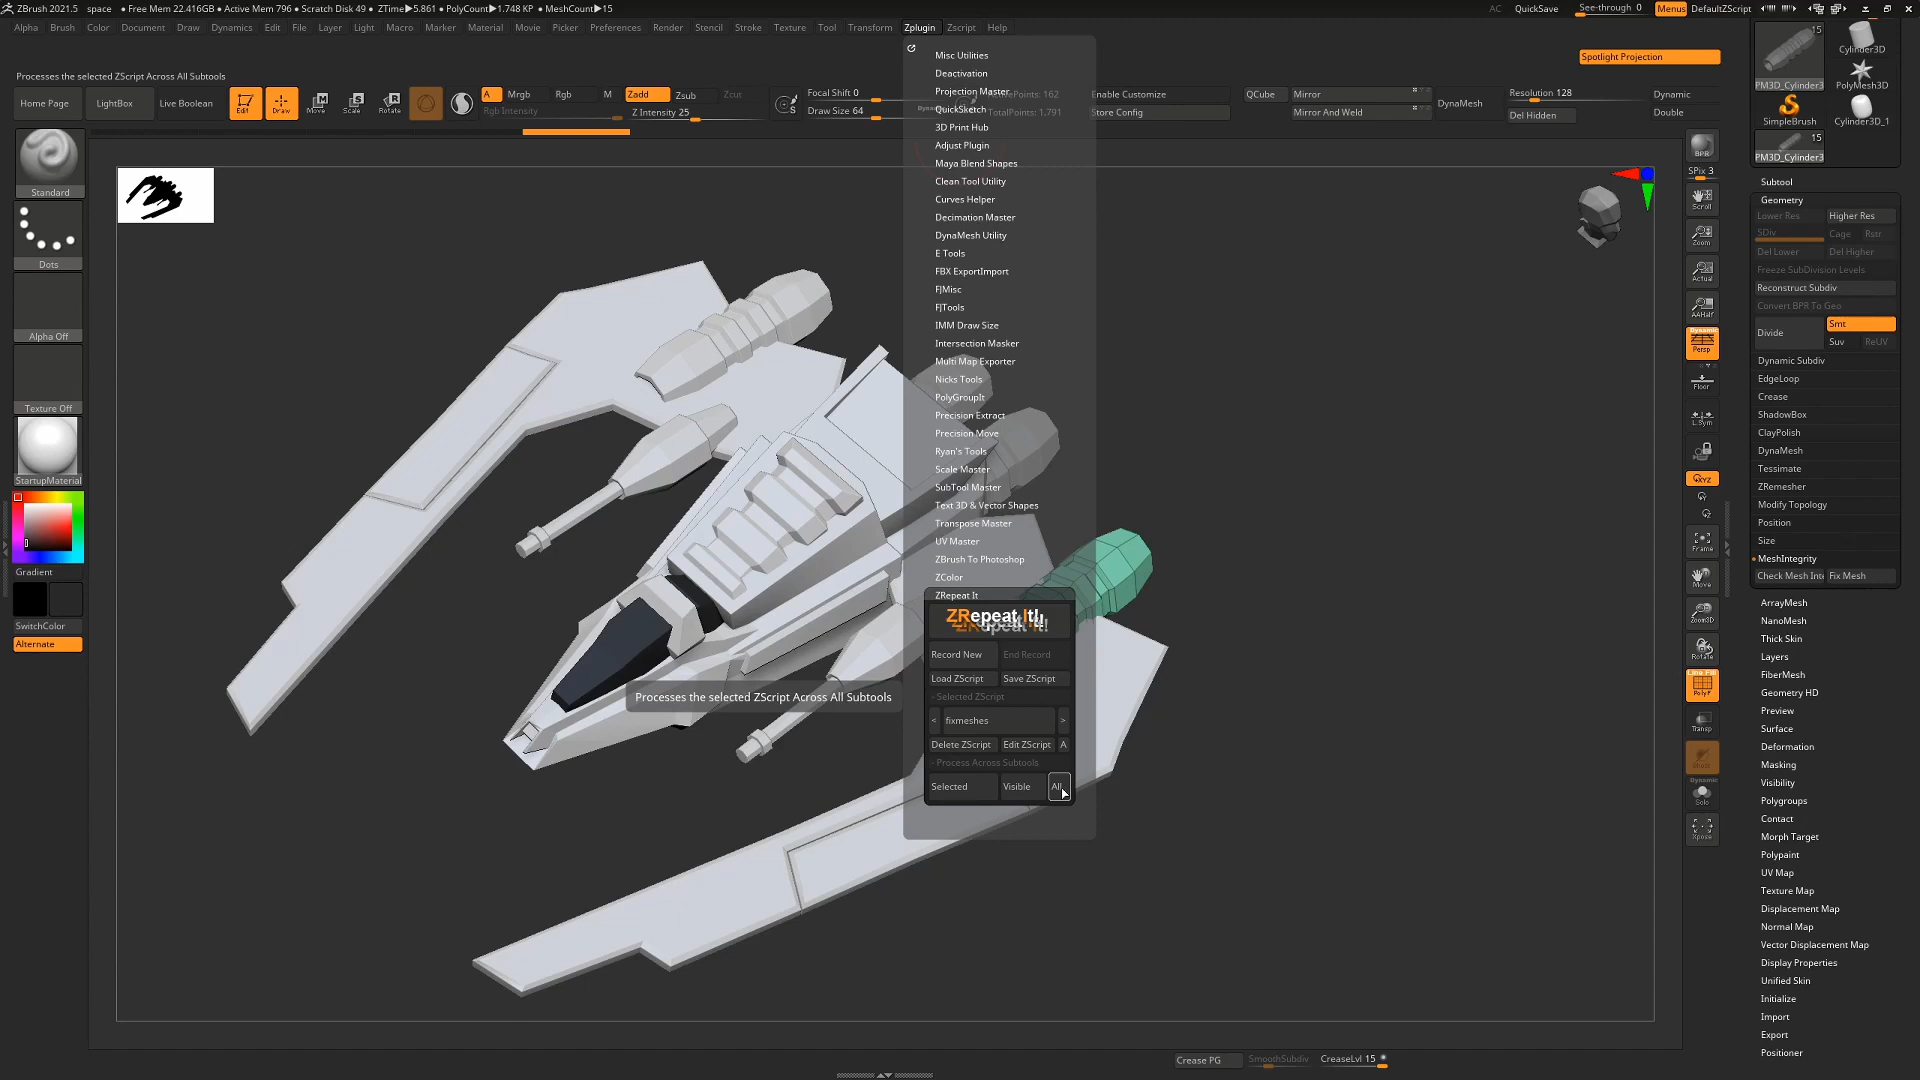 ZBrush 2021.5 space • Free Mem 22.416GB • Active Mem 796 • Scratch Disk 49 • ZTime▸5.861 • PolyCount▸1.748 KP • MeshCount▸15
AC QuickSave See-through 0 Menus DefaultZScript
Alpha Brush Color Document Draw Dynamics Edit File Layer Light Macro Marker Material Movie Picker Preferences Render Stencil Stroke Texture Tool Transform Zplugin Zscript Help
Processes the selected ZScript Across All Subtools
Spotlight Projection
Home Page
LightBox
Live Boolean
Edit
Draw
Move
Scale
Rotate
A
Mrgb
Rgb
M
Rgb Intensity
Zadd
Zsub
Zcut
Z Intensity 25
Focal Shift 0
Draw Size 64
TotalPoints: 1.791
Enable Customize
Store Config
QCube
Mirror
Mirror And Weld
DynaMesh
Resolution 128
Del Hidden
Dynamic
Double
Standard
Dots
Alpha Off
Texture Off
StartupMaterial
Gradient
SwitchColor
Alternate
Misc Utilities
Deactivation
Projection Master
QuickSketch
3D Print Hub
Adjust Plugin
Maya Blend Shapes
Clean Tool Utility
Curves Helper
Decimation Master
DynaMesh Utility
E Tools
FBX ExportImport
FJMisc
FJTools
IMM Draw Size
Intersection Masker
Multi Map Exporter
Nicks Tools
PolyGroupIt
Precision Extract
Precision Move
Ryan's Tools
Scale Master
SubTool Master
Text 3D & Vector Shapes
Transpose Master
UV Master
ZBrush To Photoshop
ZColor
ZRepeat It
ZRepeat It!
Record New End Record
Load ZScript Save ZScript
- Selected ZScript
< fixmeshes >
Delete ZScript Edit ZScript A
- Process Across Subtools
Selected Visible All
Processes the selected ZScript Across All Subtools
BPR
SPix 3
Scroll
Zoom
Actual
AAHalf
Dynamic
Persp
Floor
L.Sym
XYZ
Frame
Move
Zoom3D
Rotate
Line Fill
PolyF
Transp
Ghost
Dynamic
Solo
Xpose
15
PM3D_Cylinder3
Cylinder3D
PolyMesh3D
SimpleBrush
Cylinder3D_1
15
PM3D_Cylinder3
Subtool
Geometry
Lower Res Higher Res
SDiv Cage Rstr
Del Lower Del Higher
Freeze SubDivision Levels
Reconstruct Subdiv
Convert BPR To Geo
Divide Smt
Suv ReUV
Dynamic Subdiv
EdgeLoop
Crease
ShadowBox
ClayPolish
DynaMesh
Tessimate
ZRemesher
Modify Topology
Position
Size
MeshIntegrity
Check Mesh Inte Fix Mesh
ArrayMesh
NanoMesh
Thick Skin
Layers
FiberMesh
Geometry HD
Preview
Surface
Deformation
Masking
Visibility
Polygroups
Contact
Morph Target
Polypaint
UV Map
Texture Map
Displacement Map
Normal Map
Vector Displacement Map
Display Properties
Unified Skin
Initialize
Import
Export
Positioner
Crease PG SmoothSubdiv CreaseLvl 15